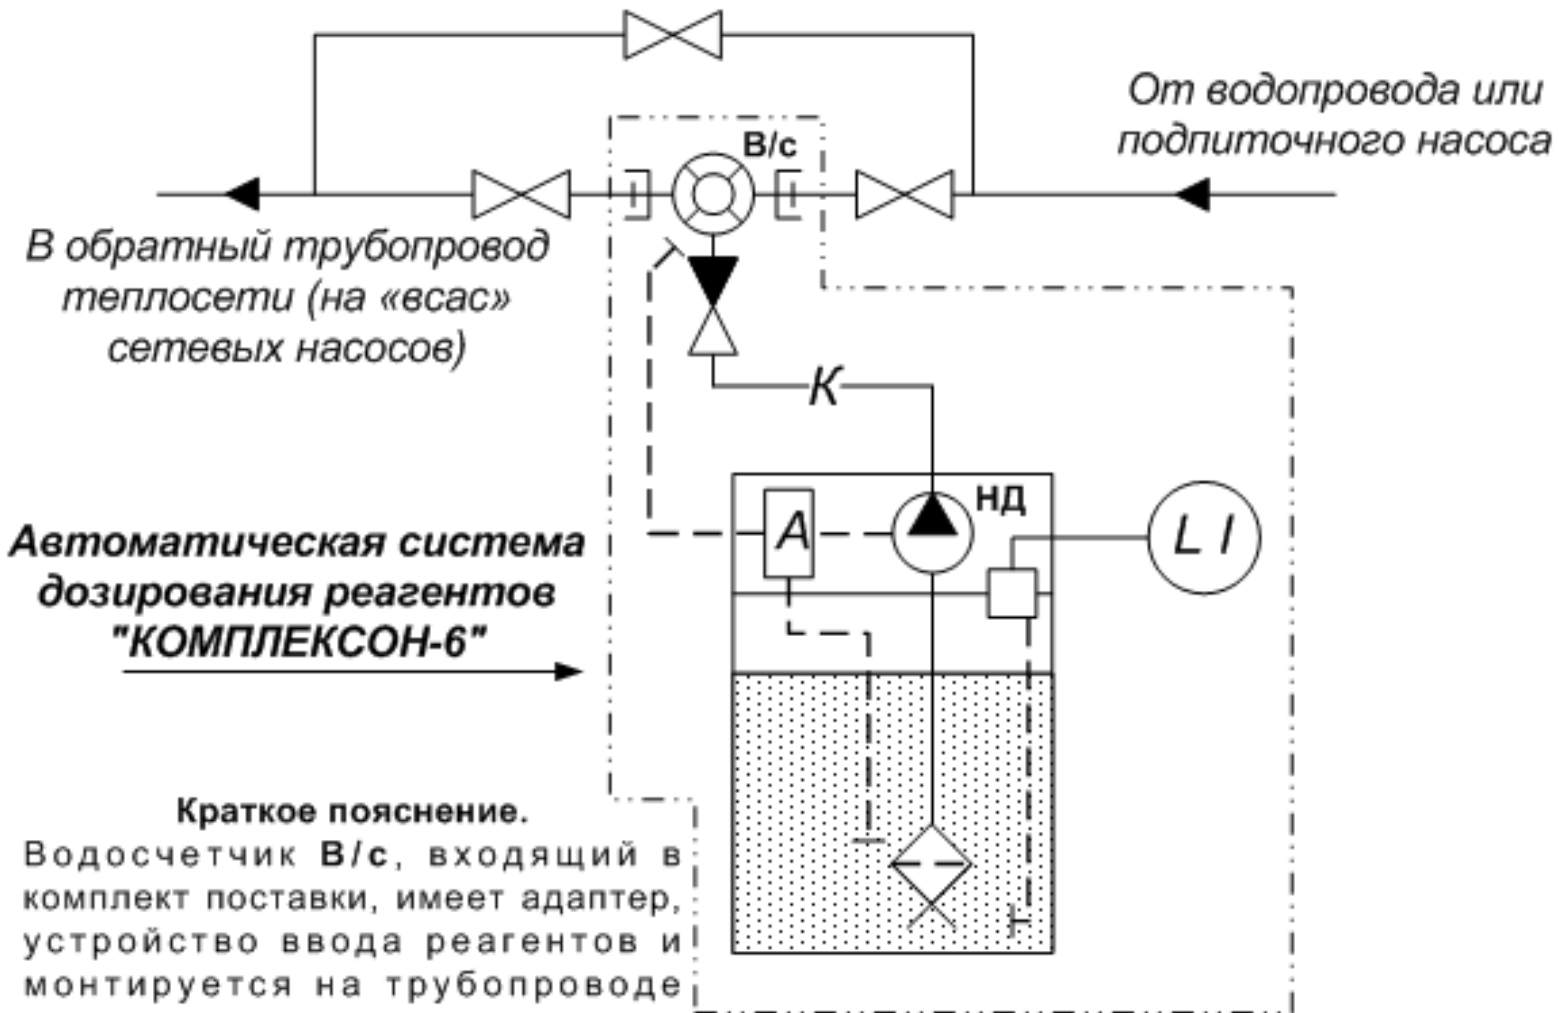 От водопровода или
подпиточного насоса
В/с
В обратный трубопровод
теплосети (на «всас»
сетевых насосов)
К
НД
А
L I
Автоматическая система
дозирования реагентов
"КОМПЛЕКСОН-6"
Краткое пояснение.
Водосчетчик В/с, входящий в
комплект поставки, имеет адаптер,
устройство ввода реагентов и
монтируется на трубопроводе